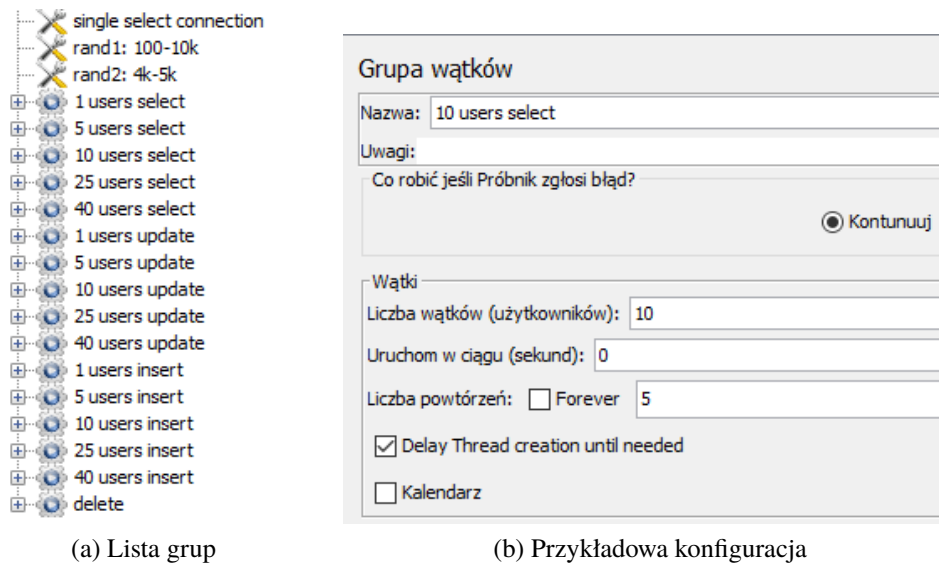 single select connection
rand1: 100-10k
rand2: 4k-5k
1 users select
5 users select
10 users select
25 users select
40 users select
1 users update
5 users update
10 users update
25 users update
40 users update
1 users insert
5 users insert
10 users insert
25 users insert
40 users insert
delete
(a) Lista grup
Grupa wątków
Nazwa: 10 users select
Uwagi:
Co robić jeśli Próbnik zgłosi błąd?
Kontunuuj
Wątki
Liczba wątków (użytkowników): 10
Uruchom w ciągu (sekund): 0
Liczba powtórzeń: Forever 5
Delay Thread creation until needed
Kalendarz
(b) Przykładowa konfiguracja